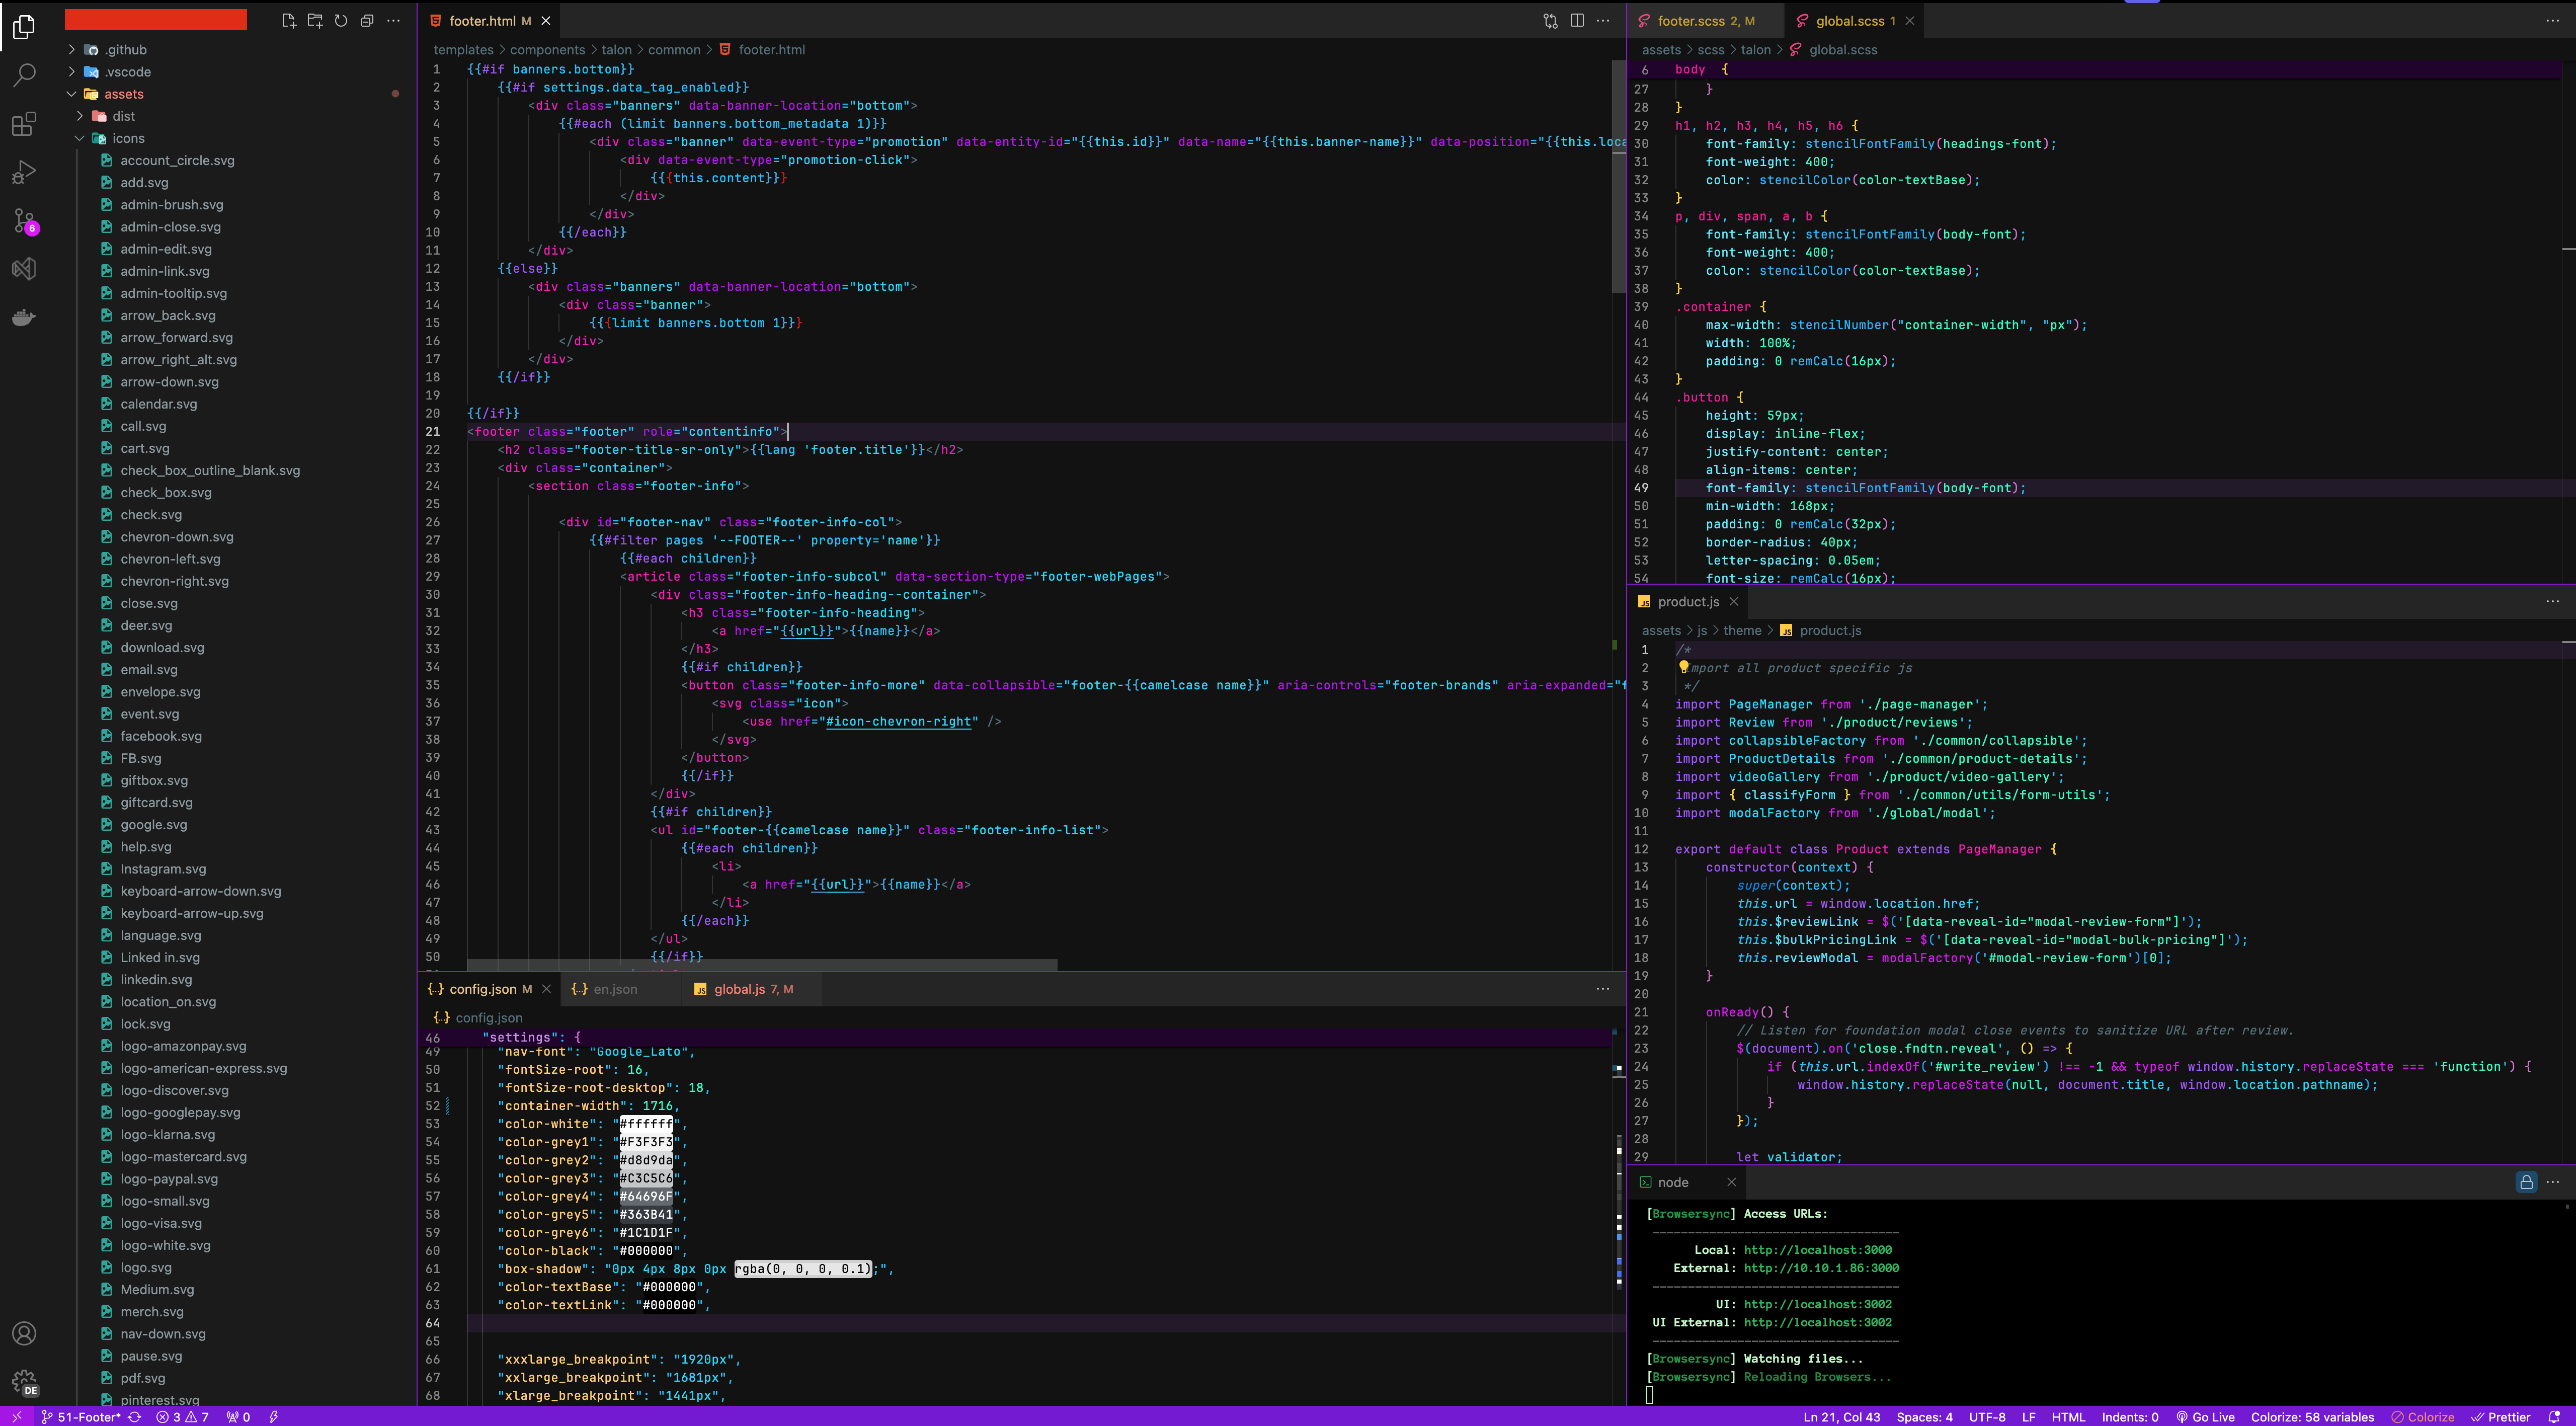 .github
.vscode
assets
dist
icons
account_circle.svg
add.svg
admin-brush.svg
admin-close.svg
admin-edit.svg
admin-link.svg
admin-tooltip.svg
arrow_back.svg
arrow_forward.svg
arrow_right_alt.svg
arrow-down.svg
calendar.svg
call.svg
cart.svg
check_box_outline_blank.svg
check_box.svg
check.svg
chevron-down.svg
chevron-left.svg
chevron-right.svg
close.svg
deer.svg
download.svg
email.svg
envelope.svg
event.svg
facebook.svg
FB.svg
giftbox.svg
giftcard.svg
google.svg
help.svg
Instagram.svg
keyboard-arrow-down.svg
keyboard-arrow-up.svg
language.svg
Linked in.svg
linkedin.svg
location_on.svg
lock.svg
logo-amazonpay.svg
logo-american-express.svg
logo-discover.svg
logo-googlepay.svg
logo-klarna.svg
logo-mastercard.svg
logo-paypal.svg
logo-small.svg
logo-visa.svg
logo-white.svg
logo.svg
Medium.svg
merch.svg
nav-down.svg
pause.svg
pdf.svg
pinterest.svg
6
DE
footer.html M
templates > components > talon > common > footer.html
1 {{#if banners.bottom}}
2 {{#if settings.data_tag_enabled}}
3 <div class="banners" data-banner-location="bottom">
4 {{#each (limit banners.bottom_metadata 1)}}
5 <div class="banner" data-event-type="promotion" data-entity-id="{{this.id}}" data-name="{{this.banner-name}}" data-position="{{this.loca
6 <div data-event-type="promotion-click">
7 {{{this.content}}}
8 </div>
9 </div>
10 {{/each}}
11 </div>
12 {{else}}
13 <div class="banners" data-banner-location="bottom">
14 <div class="banner">
15 {{{limit banners.bottom 1}}}
16 </div>
17 </div>
18 {{/if}}
19
20 {{/if}}
21 <footer class="footer" role="contentinfo">
22 <h2 class="footer-title-sr-only">{{lang 'footer.title'}}</h2>
23 <div class="container">
24 <section class="footer-info">
25
26 <div id="footer-nav" class="footer-info-col">
27 {{#filter pages '--FOOTER--' property='name'}}
28 {{#each children}}
29 <article class="footer-info-subcol" data-section-type="footer-webPages">
30 <div class="footer-info-heading--container">
31 <h3 class="footer-info-heading">
32 <a href="{{url}}">{{name}}</a>
33 </h3>
34 {{#if children}}
35 <button class="footer-info-more" data-collapsible="footer-{{camelcase name}}" aria-controls="footer-brands" aria-expanded="f
36 <svg class="icon">
37 <use href="#icon-chevron-right" />
38 </svg>
39 </button>
40 {{/if}}
41 </div>
42 {{#if children}}
43 <ul id="footer-{{camelcase name}}" class="footer-info-list">
44 {{#each children}}
45 <li>
46 <a href="{{url}}">{{name}}</a>
47 </li>
48 {{/each}}
49 </ul>
50 {{/if}}
config.json M
en.json
global.js 7, M
config.json
46 "settings": {
49 "nav-font": "Google_Lato",
50 "fontSize-root": 16,
51 "fontSize-root-desktop": 18,
52 "container-width": 1716,
53 "color-white": "#ffffff",
54 "color-grey1": "#F3F3F3",
55 "color-grey2": "#d8d9da",
56 "color-grey3": "#C3C5C6",
57 "color-grey4": "#64696F",
58 "color-grey5": "#363B41",
59 "color-grey6": "#1C1D1F",
60 "color-black": "#000000",
61 "box-shadow": "0px 4px 8px 0px rgba(0, 0, 0, 0.1);",
62 "color-textBase": "#000000",
63 "color-textLink": "#000000",
64
65
66 "xxxlarge_breakpoint": "1920px",
67 "xxlarge_breakpoint": "1681px",
68 "xlarge_breakpoint": "1441px",
footer.scss 2, M
global.scss 1
assets > scss > talon > global.scss
6 body {
27 }
28 }
29 h1, h2, h3, h4, h5, h6 {
30 font-family: stencilFontFamily(headings-font);
31 font-weight: 400;
32 color: stencilColor(color-textBase);
33 }
34 p, div, span, a, b {
35 font-family: stencilFontFamily(body-font);
36 font-weight: 400;
37 color: stencilColor(color-textBase);
38 }
39 .container {
40 max-width: stencilNumber("container-width", "px");
41 width: 100%;
42 padding: 0 remCalc(16px);
43 }
44 .button {
45 height: 59px;
46 display: inline-flex;
47 justify-content: center;
48 align-items: center;
49 font-family: stencilFontFamily(body-font);
50 min-width: 168px;
51 padding: 0 remCalc(32px);
52 border-radius: 40px;
53 letter-spacing: 0.05em;
54 font-size: remCalc(16px);
product.js
assets > js > theme > product.js
1 /*
2 import all product specific js
3 */
4 import PageManager from './page-manager';
5 import Review from './product/reviews';
6 import collapsibleFactory from './common/collapsible';
7 import ProductDetails from './common/product-details';
8 import videoGallery from './product/video-gallery';
9 import { classifyForm } from './common/utils/form-utils';
10 import modalFactory from './global/modal';
11
12 export default class Product extends PageManager {
13 constructor(context) {
14 super(context);
15 this.url = window.location.href;
16 this.$reviewLink = $('[data-reveal-id="modal-review-form"]');
17 this.$bulkPricingLink = $('[data-reveal-id="modal-bulk-pricing"]');
18 this.reviewModal = modalFactory('#modal-review-form')[0];
19 }
20
21 onReady() {
22 // Listen for foundation modal close events to sanitize URL after review.
23 $(document).on('close.fndtn.reveal', () => {
24 if (this.url.indexOf('#write_review') !== -1 && typeof window.history.replaceState === 'function') {
25 window.history.replaceState(null, document.title, window.location.pathname);
26 }
27 });
28
29 let validator;
node
[Browsersync] Access URLs:
----------------------------------
Local: http://localhost:3000
External: http://10.10.1.86:3000
----------------------------------
UI: http://localhost:3002
UI External: http://localhost:3002
----------------------------------
[Browsersync] Watching files...
[Browsersync] Reloading Browsers...
51-Footer* 3 7 0 Ln 21, Col 43 Spaces: 4 UTF-8 LF HTML Indents: 0 Go Live Colorize: 58 variables Colorize Prettier